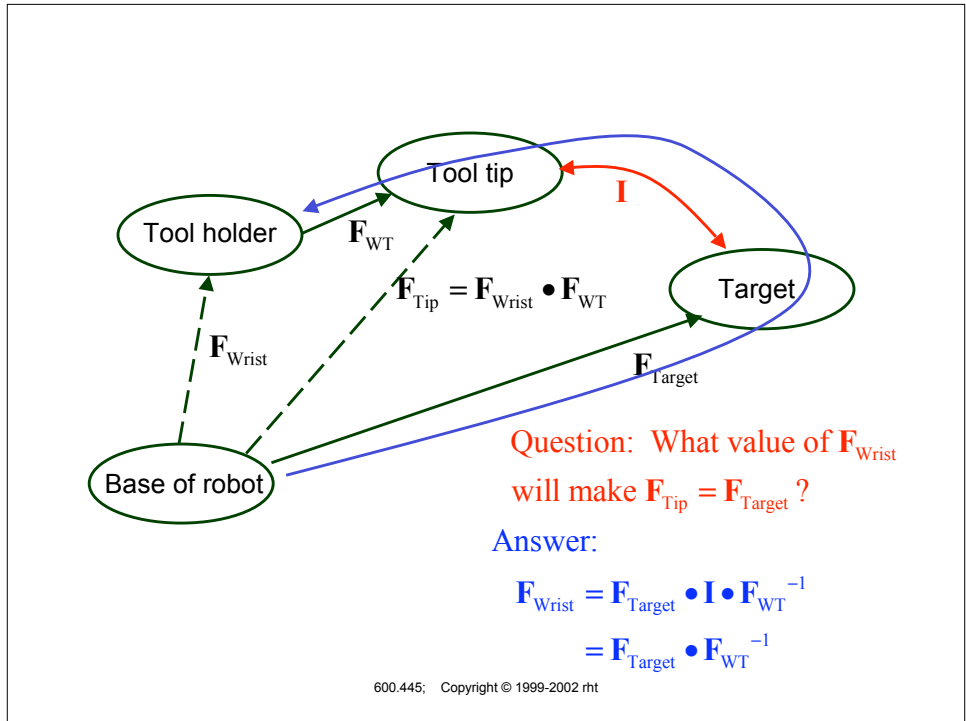 Tool tip
I
Tool holder
F_WT
Target
F_Tip = F_Wrist • F_WT
F_Wrist
F_Target
Base of robot
Question: What value of F_Wrist
will make F_Tip = F_Target ?
Answer:
F_Wrist = F_Target • I • F_WT^−1
= F_Target • F_WT^−1
600.445; Copyright © 1999-2002 rht